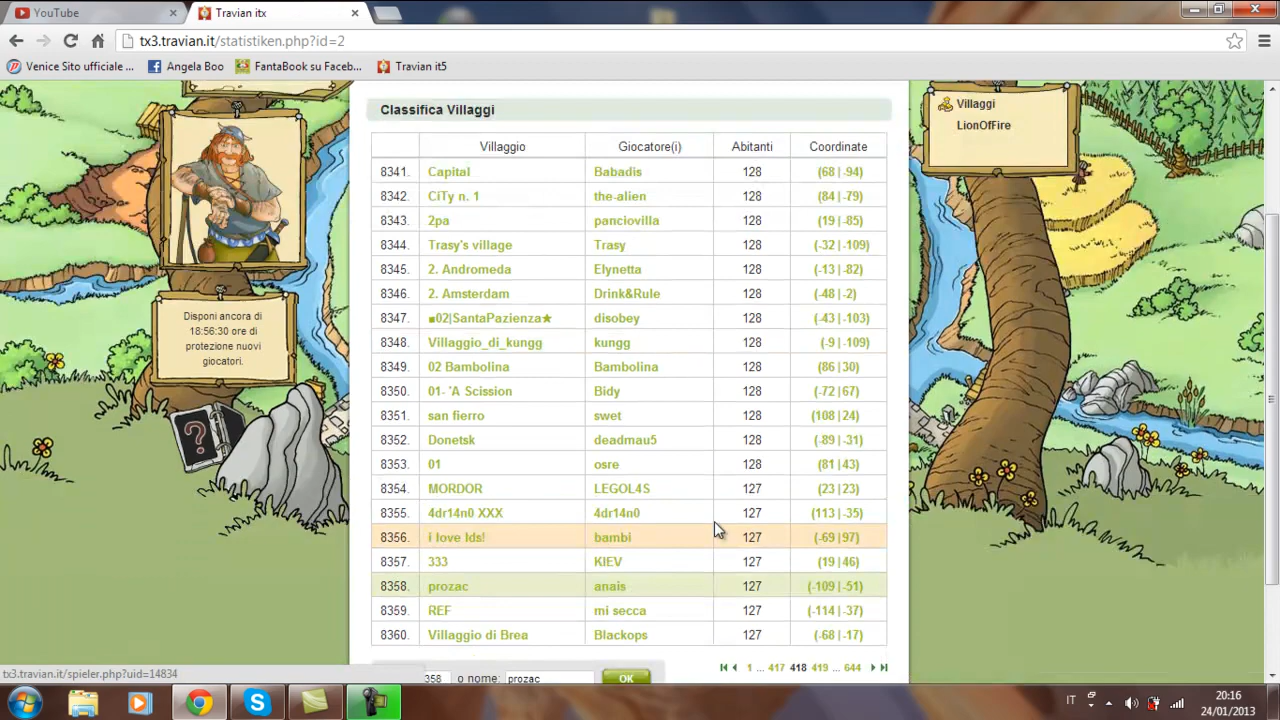 YouTube
Travian itx
tx3.travian.it/statistiken.php?id=2
Venice Sito ufficiale ...
Angela Boo
FantaBook su Faceb...
Travian it5
Villaggi
LionOfFire
Disponi ancora di
18:56:30 ore di
protezione nuovi
giocatori.
Classifica Villaggi
Villaggio Giocatore(i) Abitanti Coordinate
8341. Capital Babadis 128 (68|-94)
8342. CiTy n. 1 the-alien 128 (84|-79)
8343. 2pa panciovilla 128 (19|-85)
8344. Trasy's village Trasy 128 (-32|-109)
8345. 2. Andromeda Elynetta 128 (-13|-82)
8346. 2. Amsterdam Drink&Rule 128 (-48|-2)
8347. ■02|SantaPazienza★ disobey 128 (-43|-103)
8348. Villaggio_di_kungg kungg 128 (-9|-109)
8349. 02 Bambolina Bambolina 128 (86|30)
8350. 01- 'A Scission Bidy 128 (-72|67)
8351. san fierro swet 128 (108|24)
8352. Donetsk deadmau5 128 (-89|-31)
8353. 01 osre 128 (81|43)
8354. MORDOR LEGOL4S 127 (23|23)
8355. 4dr14n0 XXX 4dr14n0 127 (113|-35)
8356. i love lds! bambi 127 (-69|97)
8357. 333 KIEV 127 (19|46)
8358. prozac anais 127 (-109|-51)
8359. REF mi secca 127 (-114|-37)
8360. Villaggio di Brea Blackops 127 (-68|-17)
358 o nome: prozac OK
1 ... 417 418 419 ... 644
tx3.travian.it/spieler.php?uid=14834
IT
20:16
24/01/2013